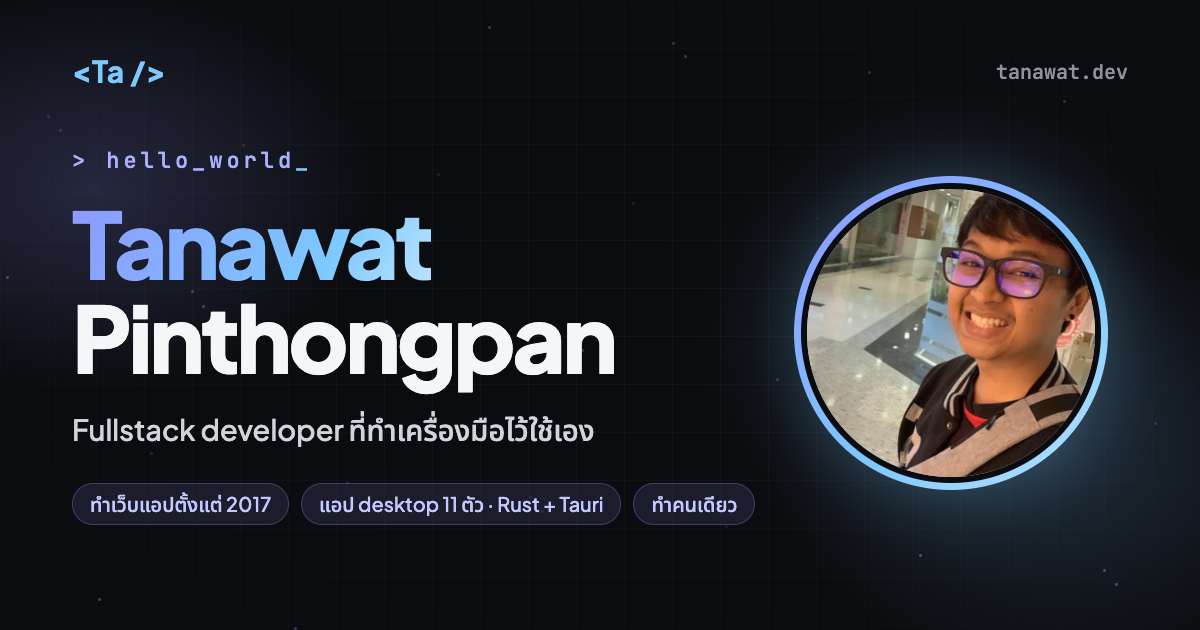 <Ta />
tanawat.dev
> hello_world_
Tanawat
Pinthongpan
Fullstack developer ที่ทำเครื่องมือไว้ใช้เอง
ทำเว็บแอปตั้งแต่ 2017
แอป desktop 11 ตัว · Rust + Tauri
ทำคนเดียว